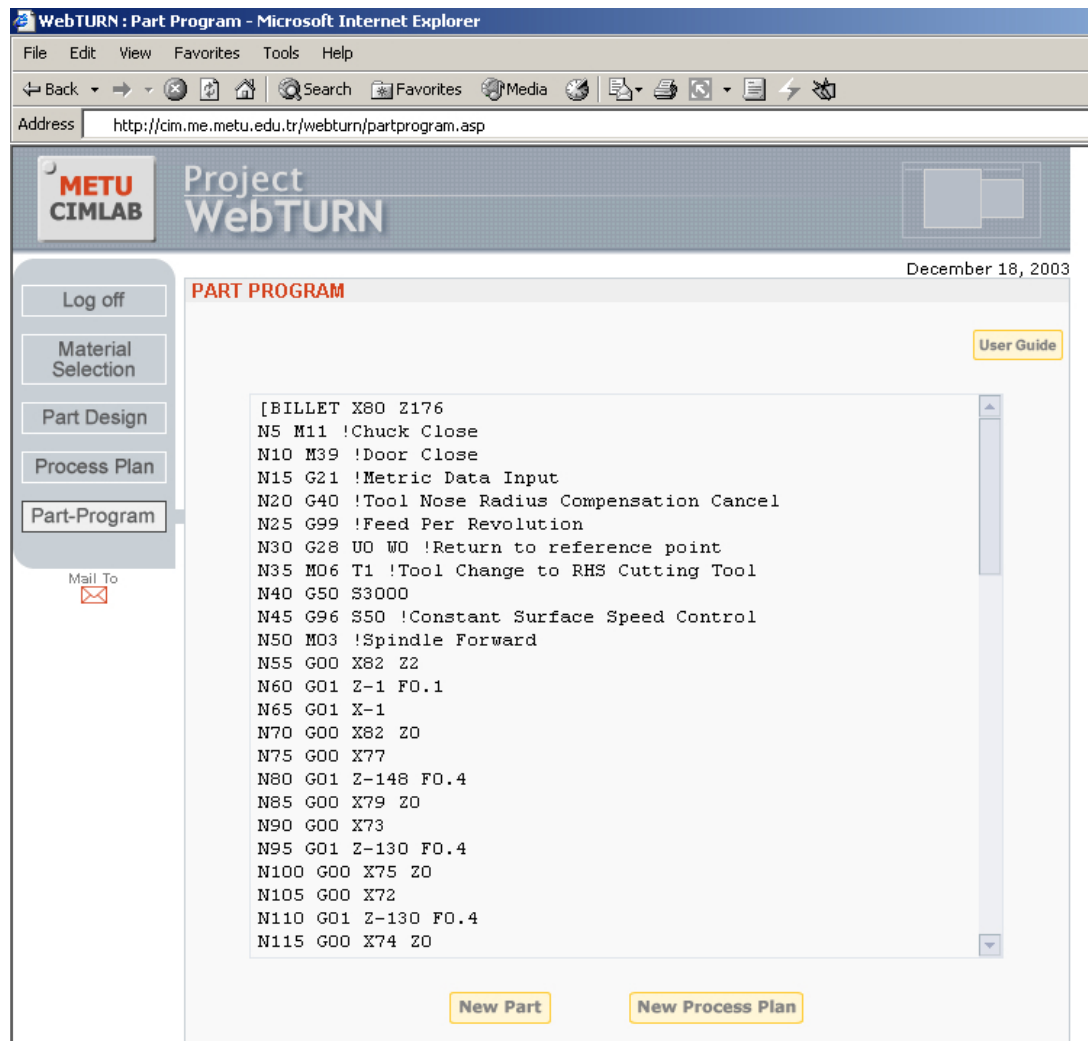 WebTURN : Part Program - Microsoft Internet Explorer
File Edit View Favorites Tools Help
Back Search Favorites Media
Address http://cim.me.metu.edu.tr/webturn/partprogram.asp
METU
CIMLAB
Project
WebTURN
December 18, 2003
Log off
Material
Selection
Part Design
Process Plan
Part-Program
Mail To
PART PROGRAM
User Guide
[BILLET X80 Z176
N5 M11 !Chuck Close
N10 M39 !Door Close
N15 G21 !Metric Data Input
N20 G40 !Tool Nose Radius Compensation Cancel
N25 G99 !Feed Per Revolution
N30 G28 U0 W0 !Return to reference point
N35 M06 T1 !Tool Change to RHS Cutting Tool
N40 G50 S3000
N45 G96 S50 !Constant Surface Speed Control
N50 M03 !Spindle Forward
N55 G00 X82 Z2
N60 G01 Z-1 F0.1
N65 G01 X-1
N70 G00 X82 Z0
N75 G00 X77
N80 G01 Z-148 F0.4
N85 G00 X79 Z0
N90 G00 X73
N95 G01 Z-130 F0.4
N100 G00 X75 Z0
N105 G00 X72
N110 G01 Z-130 F0.4
N115 G00 X74 Z0
New Part
New Process Plan